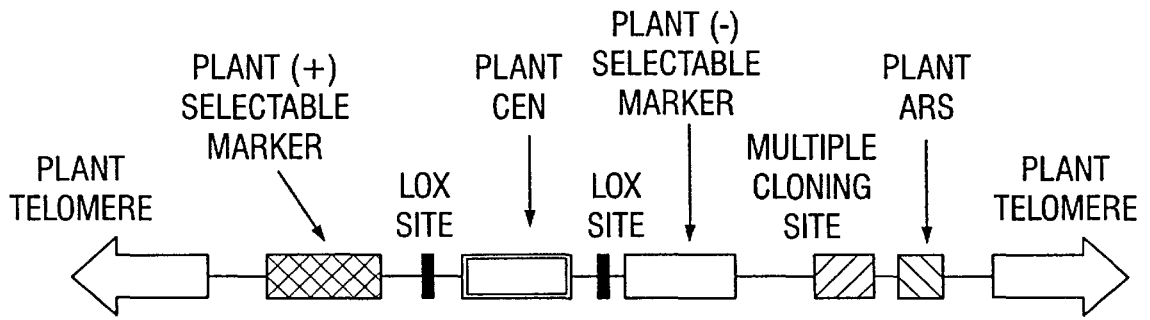 PLANT
TELOMERE
PLANT (+)
SELECTABLE
MARKER
LOX
SITE
PLANT
CEN
LOX
SITE
PLANT (-)
SELECTABLE
MARKER
MULTIPLE
CLONING
SITE
PLANT
ARS
PLANT
TELOMERE